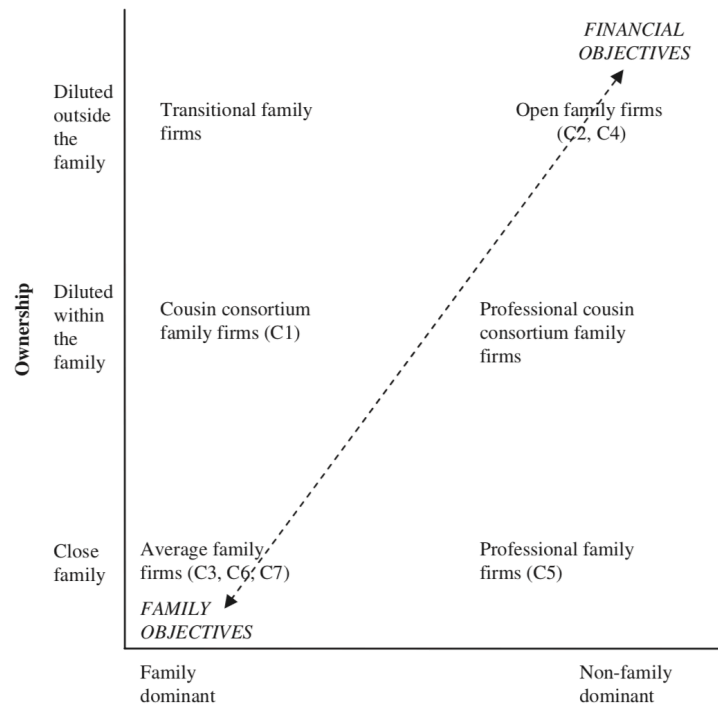 FINANCIAL
OBJECTIVES
Diluted
outside
the
family
Transitional family
firms
Open family firms
(C2, C4)
Ownership
Diluted
within
the
family
Cousin consortium
family firms (C1)
Professional cousin
consortium family
firms
Close
family
Average family
firms (C3, C6, C7)
Professional family
firms (C5)
FAMILY
OBJECTIVES
Family
dominant
Non-family
dominant